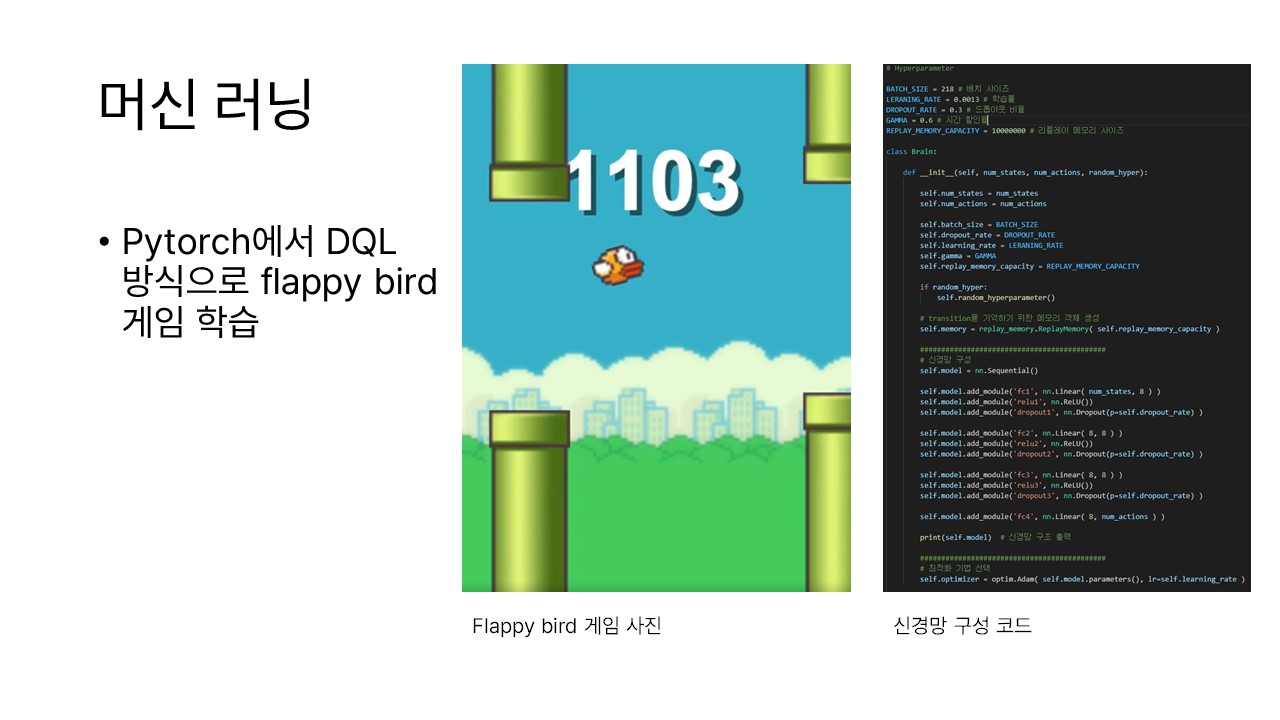 머신 러닝
• Pytorch에서 DQL
방식으로 flappy bird
게임 학습
1103
Flappy bird 게임 사진
# Hyperparameter
BATCH_SIZE = 218 # 배치 사이즈
LERANING_RATE = 0.0013 # 학습률
DROPOUT_RATE = 0.3 # 드롭아웃 비율
GAMMA = 0.6 # 시간 할인률
REPLAY_MEMORY_CAPACITY = 10000000 # 리플레이 메모리 사이즈
class Brain:
def __init__(self, num_states, num_actions, random_hyper):
self.num_states = num_states
self.num_actions = num_actions
self.batch_size = BATCH_SIZE
self.dropout_rate = DROPOUT_RATE
self.learning_rate = LERANING_RATE
self.gamma = GAMMA
self.replay_memory_capacity = REPLAY_MEMORY_CAPACITY
if random_hyper:
self.random_hyperparameter()
# transition을 기억하기 위한 메모리 객체 생성
self.memory = replay_memory.ReplayMemory( self.replay_memory_capacity )
############################################
# 신경망 구성
self.model = nn.Sequential()
self.model.add_module('fc1', nn.Linear( num_states, 8 ) )
self.model.add_module('relu1', nn.ReLU())
self.model.add_module('dropout1', nn.Dropout(p=self.dropout_rate) )
self.model.add_module('fc2', nn.Linear( 8, 8 ) )
self.model.add_module('relu2', nn.ReLU())
self.model.add_module('dropout2', nn.Dropout(p=self.dropout_rate) )
self.model.add_module('fc3', nn.Linear( 8, 8 ) )
self.model.add_module('relu3', nn.ReLU())
self.model.add_module('dropout3', nn.Dropout(p=self.dropout_rate) )
self.model.add_module('fc4', nn.Linear( 8, num_actions ) )
print(self.model) # 신경망 구조 출력
############################################
# 최적화 기법 선택
self.optimizer = optim.Adam( self.model.parameters(), lr=self.learning_rate )
신경망 구성 코드